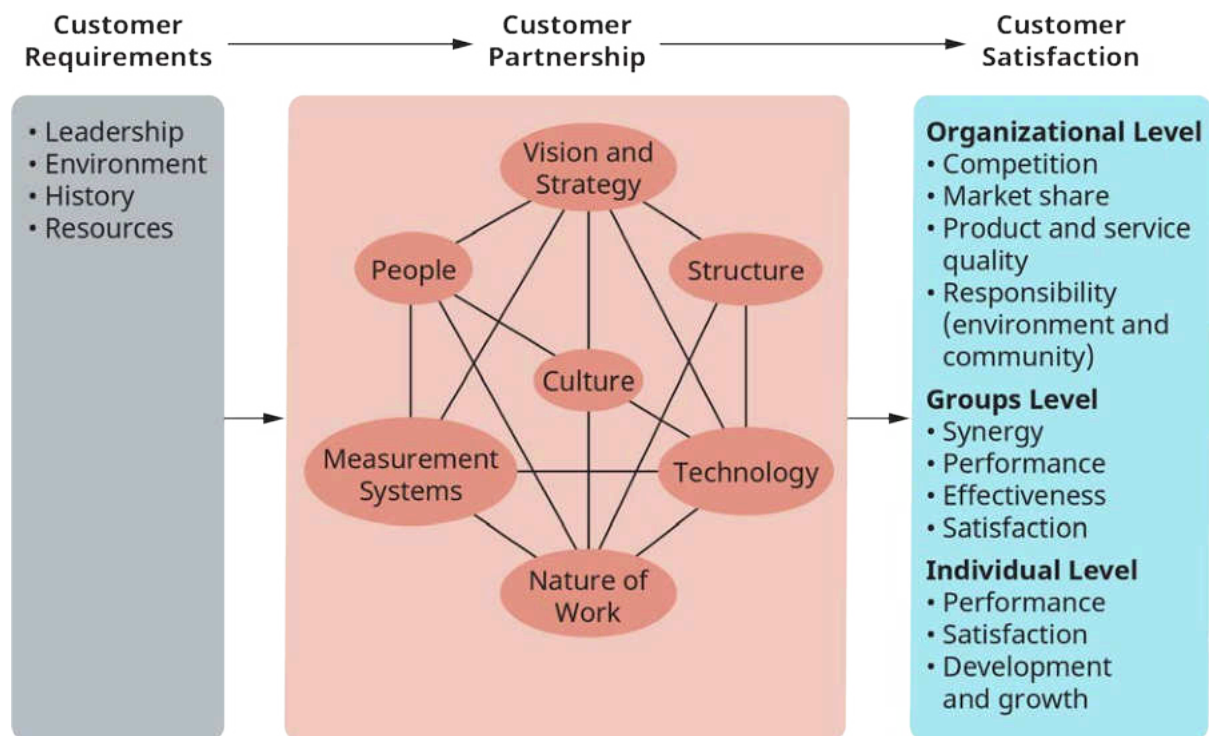 Customer
Requirements
Customer
Partnership
Customer
Satisfaction
• Leadership
• Environment
• History
• Resources
Vision and
Strategy
People
Structure
Culture
Measurement
Systems
Technology
Nature of
Work
Organizational Level
• Competition
• Market share
• Product and service
quality
• Responsibility
(environment and
community)
Groups Level
• Synergy
• Performance
• Effectiveness
• Satisfaction
Individual Level
• Performance
• Satisfaction
• Development
and growth